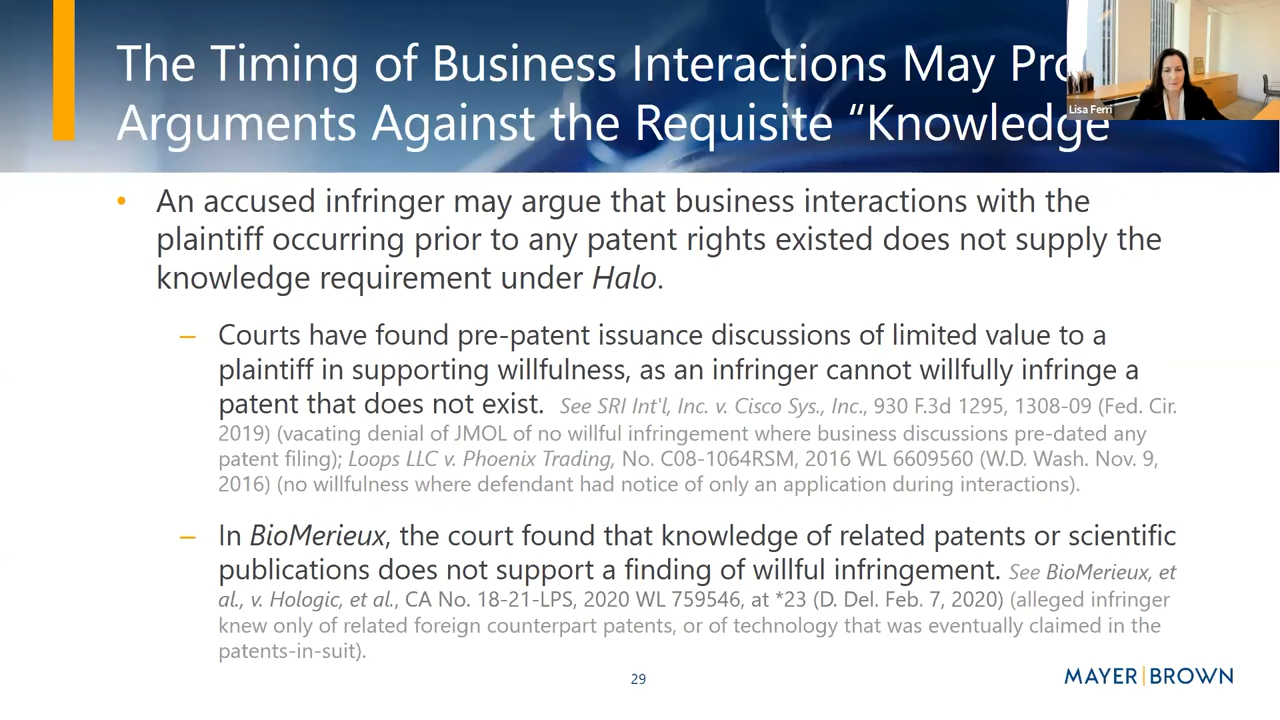 The Timing of Business Interactions May Pro
Lisa Ferri
Arguments Against the Requisite “Knowledge”
• An accused infringer may argue that business interactions with the
plaintiff occurring prior to any patent rights existed does not supply the
knowledge requirement under Halo.
– Courts have found pre-patent issuance discussions of limited value to a
plaintiff in supporting willfulness, as an infringer cannot willfully infringe a
patent that does not exist. See SRI Int'l, Inc. v. Cisco Sys., Inc., 930 F.3d 1295, 1308-09 (Fed. Cir.
2019) (vacating denial of JMOL of no willful infringement where business discussions pre-dated any
patent filing); Loops LLC v. Phoenix Trading, No. C08-1064RSM, 2016 WL 6609560 (W.D. Wash. Nov. 9,
2016) (no willfulness where defendant had notice of only an application during interactions).
– In BioMerieux, the court found that knowledge of related patents or scientific
publications does not support a finding of willful infringement. See BioMerieux, et
al., v. Hologic, et al., CA No. 18-21-LPS, 2020 WL 759546, at *23 (D. Del. Feb. 7, 2020) (alleged infringer
knew only of related foreign counterpart patents, or of technology that was eventually claimed in the
patents-in-suit).
29
MAYER|BROWN